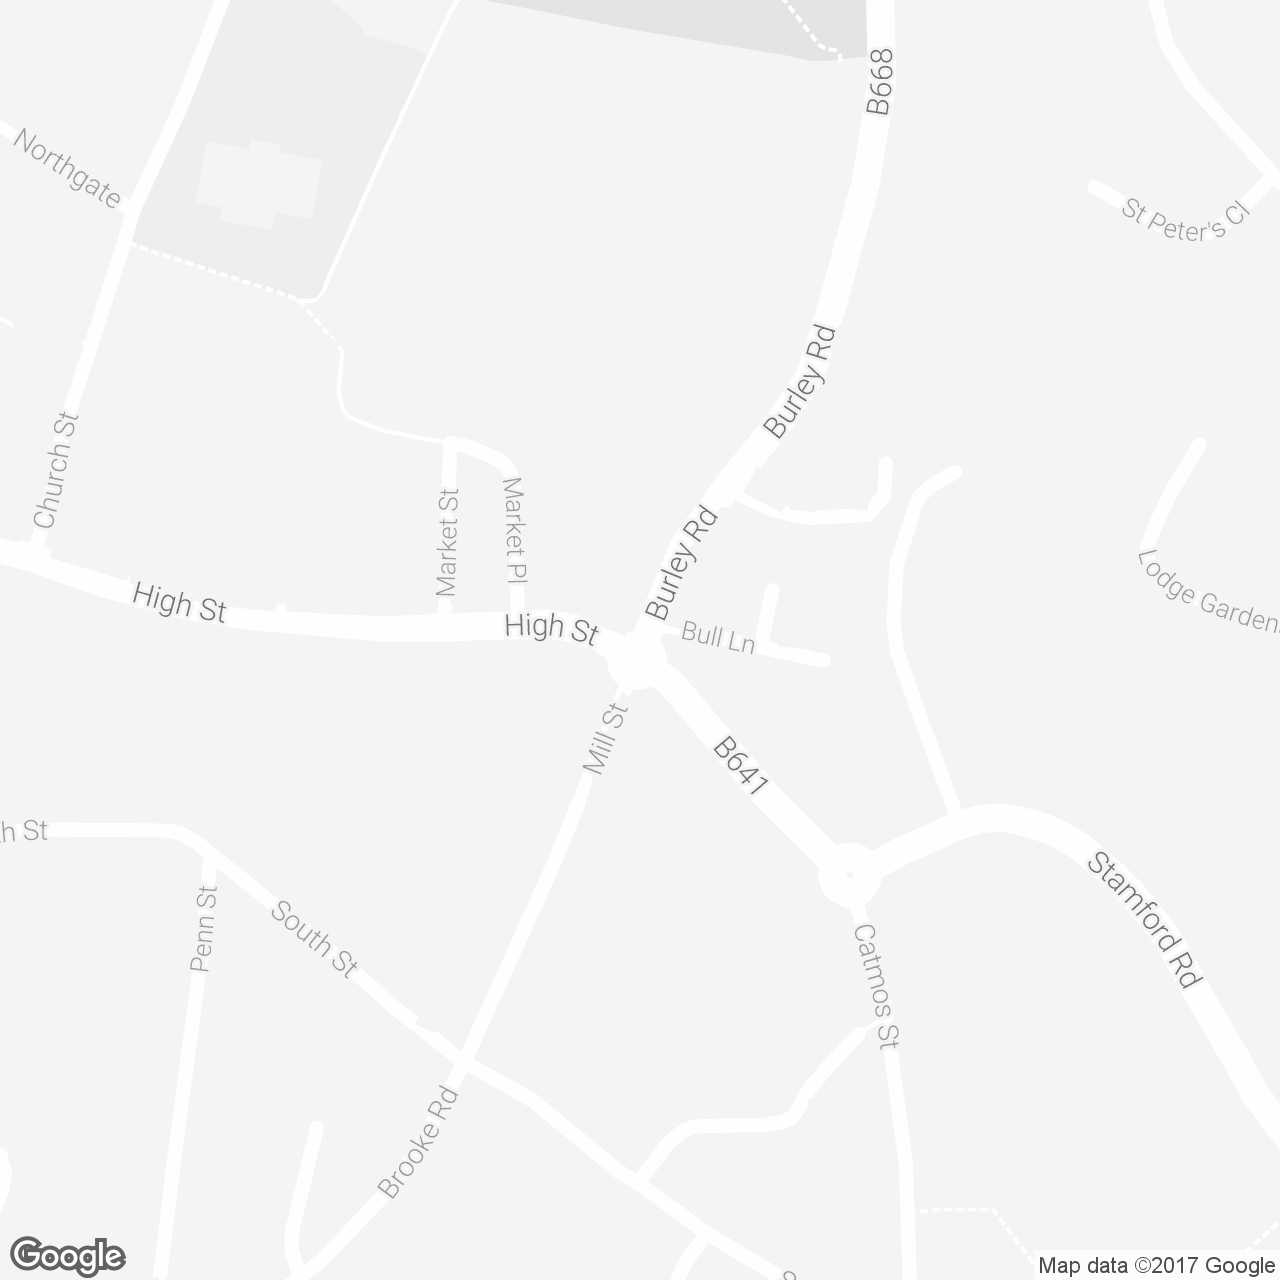 B668
Northgate
St Peter's Cl
Burley Rd
Church St
Market St
Market Pl
Burley Rd
Lodge Gardens
High St
High St
Bull Ln
Mill St
B641
h St
South St
Penn St
Stamford Rd
Catmos St
Brooke Rd
Google
Map data ©2017 Google